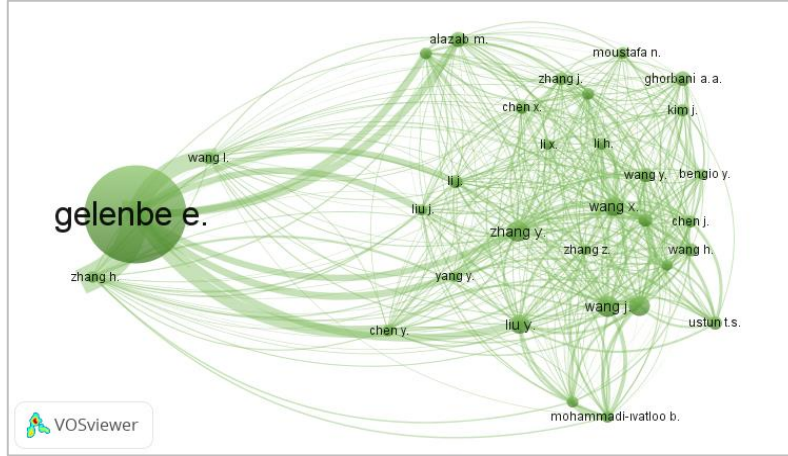 alazab m.
moustafa n.
zhang j.
ghorbani a.a.
chen x.
kim j.
li x.
li h.
wang l.
wang y.
bengio y.
li j.
liu j.
wang x.
gelenbe e.
chen j.
zhang y.
zhang z.
wang h.
zhang h.
yang y.
wang j.
chen y.
liu y.
ustun t.s.
mohammadi-ıvatloo b.
VOSviewer